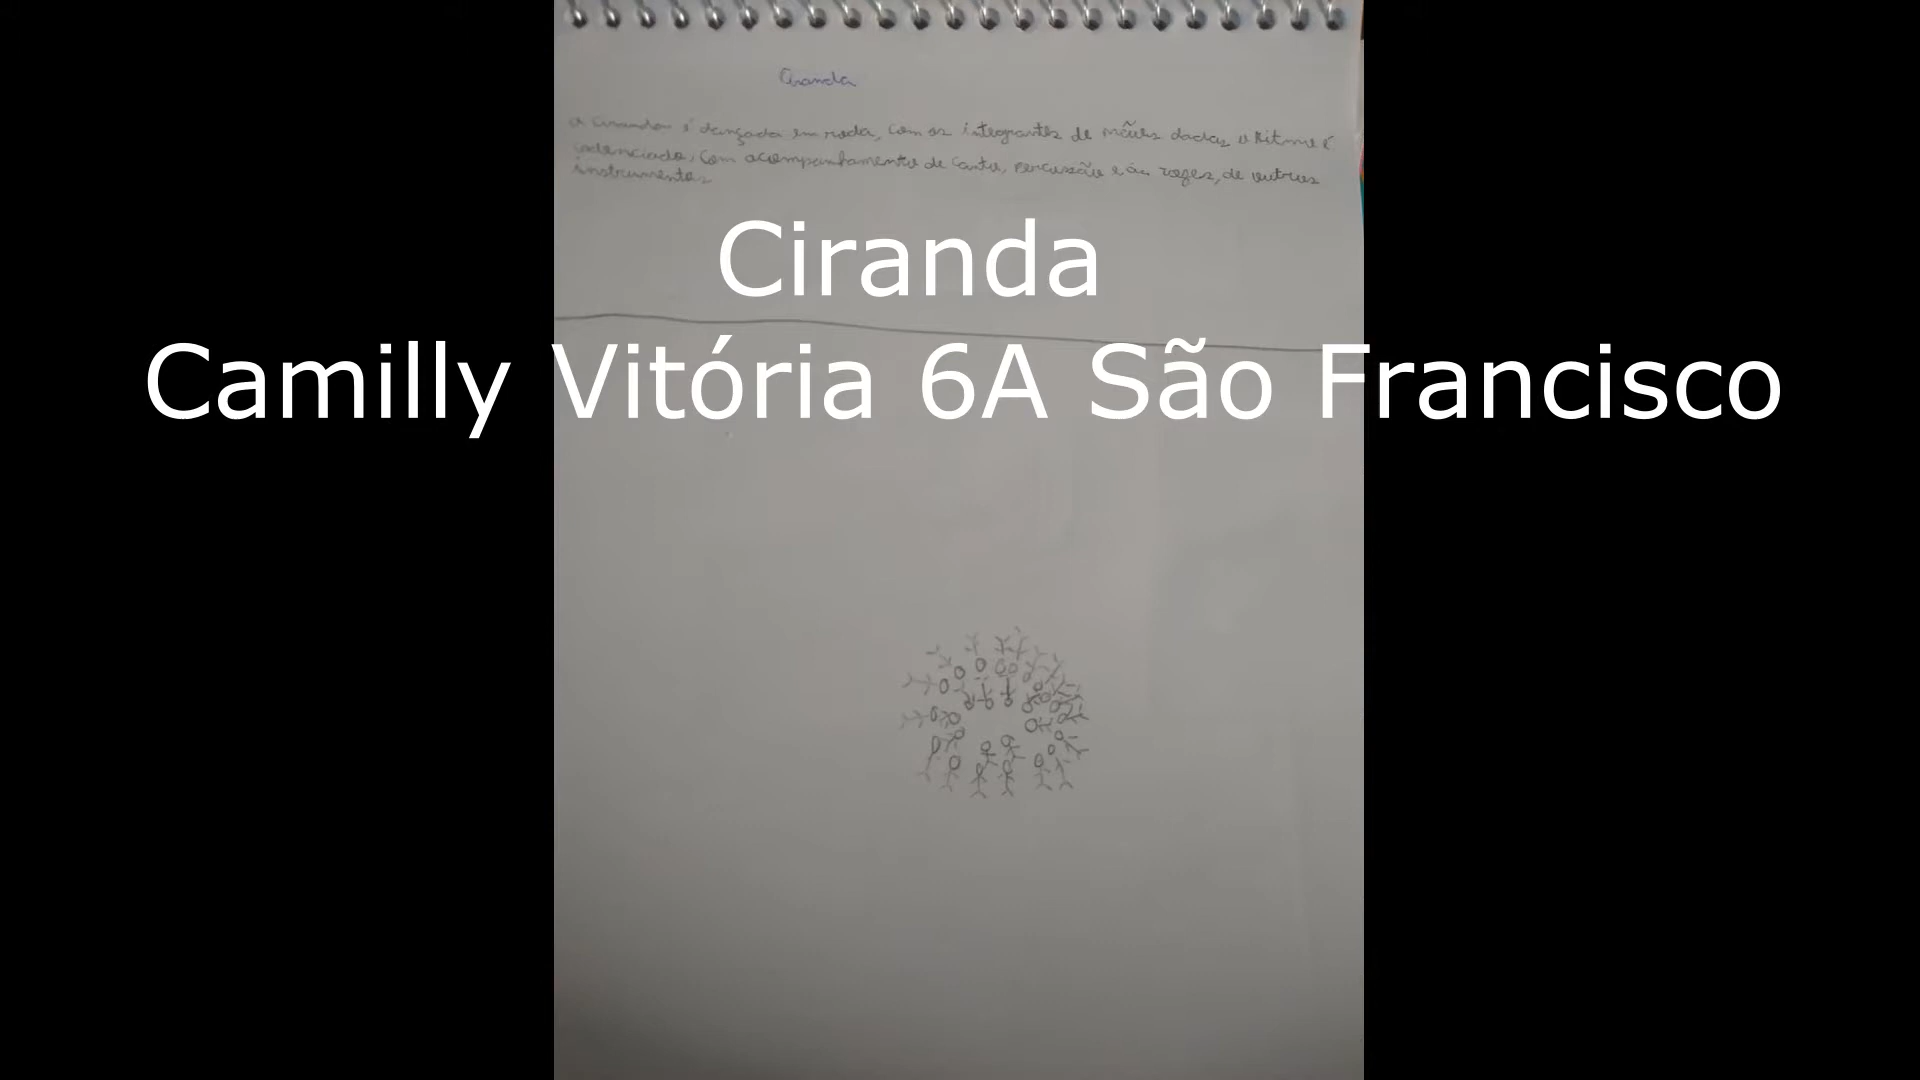 Ciranda
a ciranda é dançada em roda, com os integrantes de mãos dadas o Ritmo é
cadenciado, com acompanhamento de canto, percussão e, às vezes, de outros
instrumentos
Ciranda
Camilly Vitória 6A São Francisco